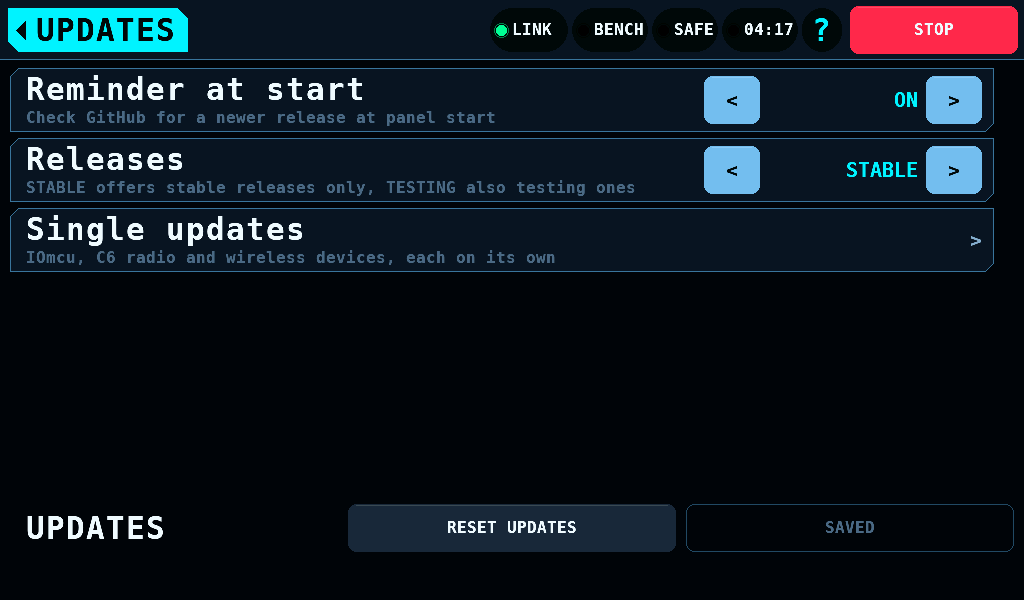 UPDATES
LINK
BENCH
SAFE
04:17
?
STOP
Reminder at start
Check GitHub for a newer release at panel start
<
ON
>
Releases
STABLE offers stable releases only, TESTING also testing ones
<
STABLE
>
Single updates
IOmcu, C6 radio and wireless devices, each on its own
>
UPDATES
RESET UPDATES
SAVED